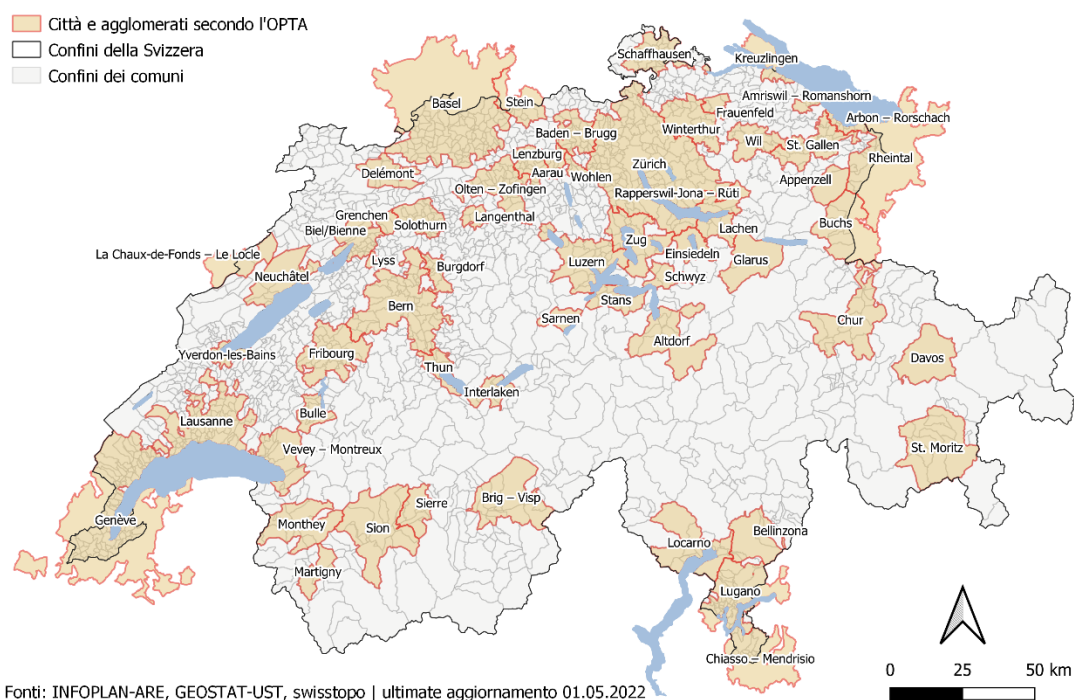 Città e agglomerati secondo l'OPTA
Confini della Svizzera
Confini dei comuni
Schaffhausen
Kreuzlingen
Basel
Stein
Amriswil – Romanshorn
Frauenfeld
Arbon – Rorschach
Baden – Brugg
Winterthur
Wil
St. Gallen
Lenzburg
Zürich
Rheintal
Delémont
Aarau
Wohlen
Appenzell
Olten – Zofingen
Rapperswil-Jona – Rüti
Grenchen
Langenthal
Solothurn
Buchs
Biel/Bienne
Lachen
Zug
La Chaux-de-Fonds – Le Locle
Einsiedeln
Lyss
Luzern
Glarus
Neuchâtel
Burgdorf
Schwyz
Stans
Bern
Sarnen
Chur
Altdorf
Yverdon-les-Bains
Fribourg
Davos
Thun
Interlaken
Bulle
Lausanne
Vevey – Montreux
St. Moritz
Sierre
Brig – Visp
Genève
Monthey
Sion
Bellinzona
Locarno
Martigny
Lugano
Chiasso – Mendrisio
0 25 50 km
Fonti: INFOPLAN-ARE, GEOSTAT-UST, swisstopo | ultimate aggiornamento 01.05.2022